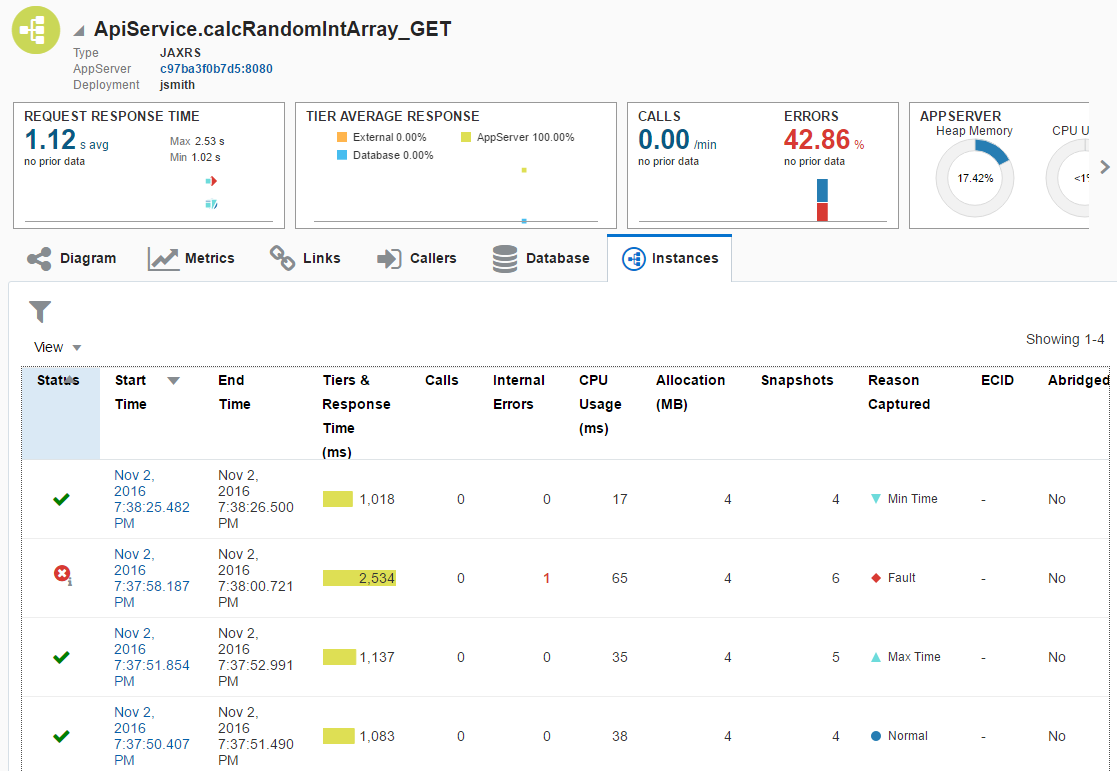 ApiService.calcRandomIntArray_GET
Type JAXRS
AppServer c97ba3f0b7d5:8080
Deployment jsmith
REQUEST RESPONSE TIME
1.12 s avg
no prior data
Max 2.53 s
Min 1.02 s
TIER AVERAGE RESPONSE
External 0.00% AppServer 100.00%
Database 0.00%
CALLS
0.00 /min
no prior data
ERRORS
42.86 %
no prior data
APPSERVER
Heap Memory CPU U
17.42% <1%
Diagram Metrics Links Callers Database Instances
View
Showing 1-4
Status Start End Tiers & Calls Internal CPU Allocation Snapshots Reason ECID Abridged
Time Time Response Errors Usage (MB) Captured
Time (ms)
(ms)
Nov 2, Nov 2,
2016 2016
7:38:25.482 7:38:26.500 1,018 0 0 17 4 4 Min Time - No
PM PM
Nov 2, Nov 2,
2016 2016
7:37:58.187 7:38:00.721 2,534 0 1 65 4 6 Fault - No
PM PM
Nov 2, Nov 2,
2016 2016
7:37:51.854 7:37:52.991 1,137 0 0 35 4 5 Max Time - No
PM PM
Nov 2, Nov 2,
2016 2016
7:37:50.407 7:37:51.490 1,083 0 0 38 4 4 Normal - No
PM PM